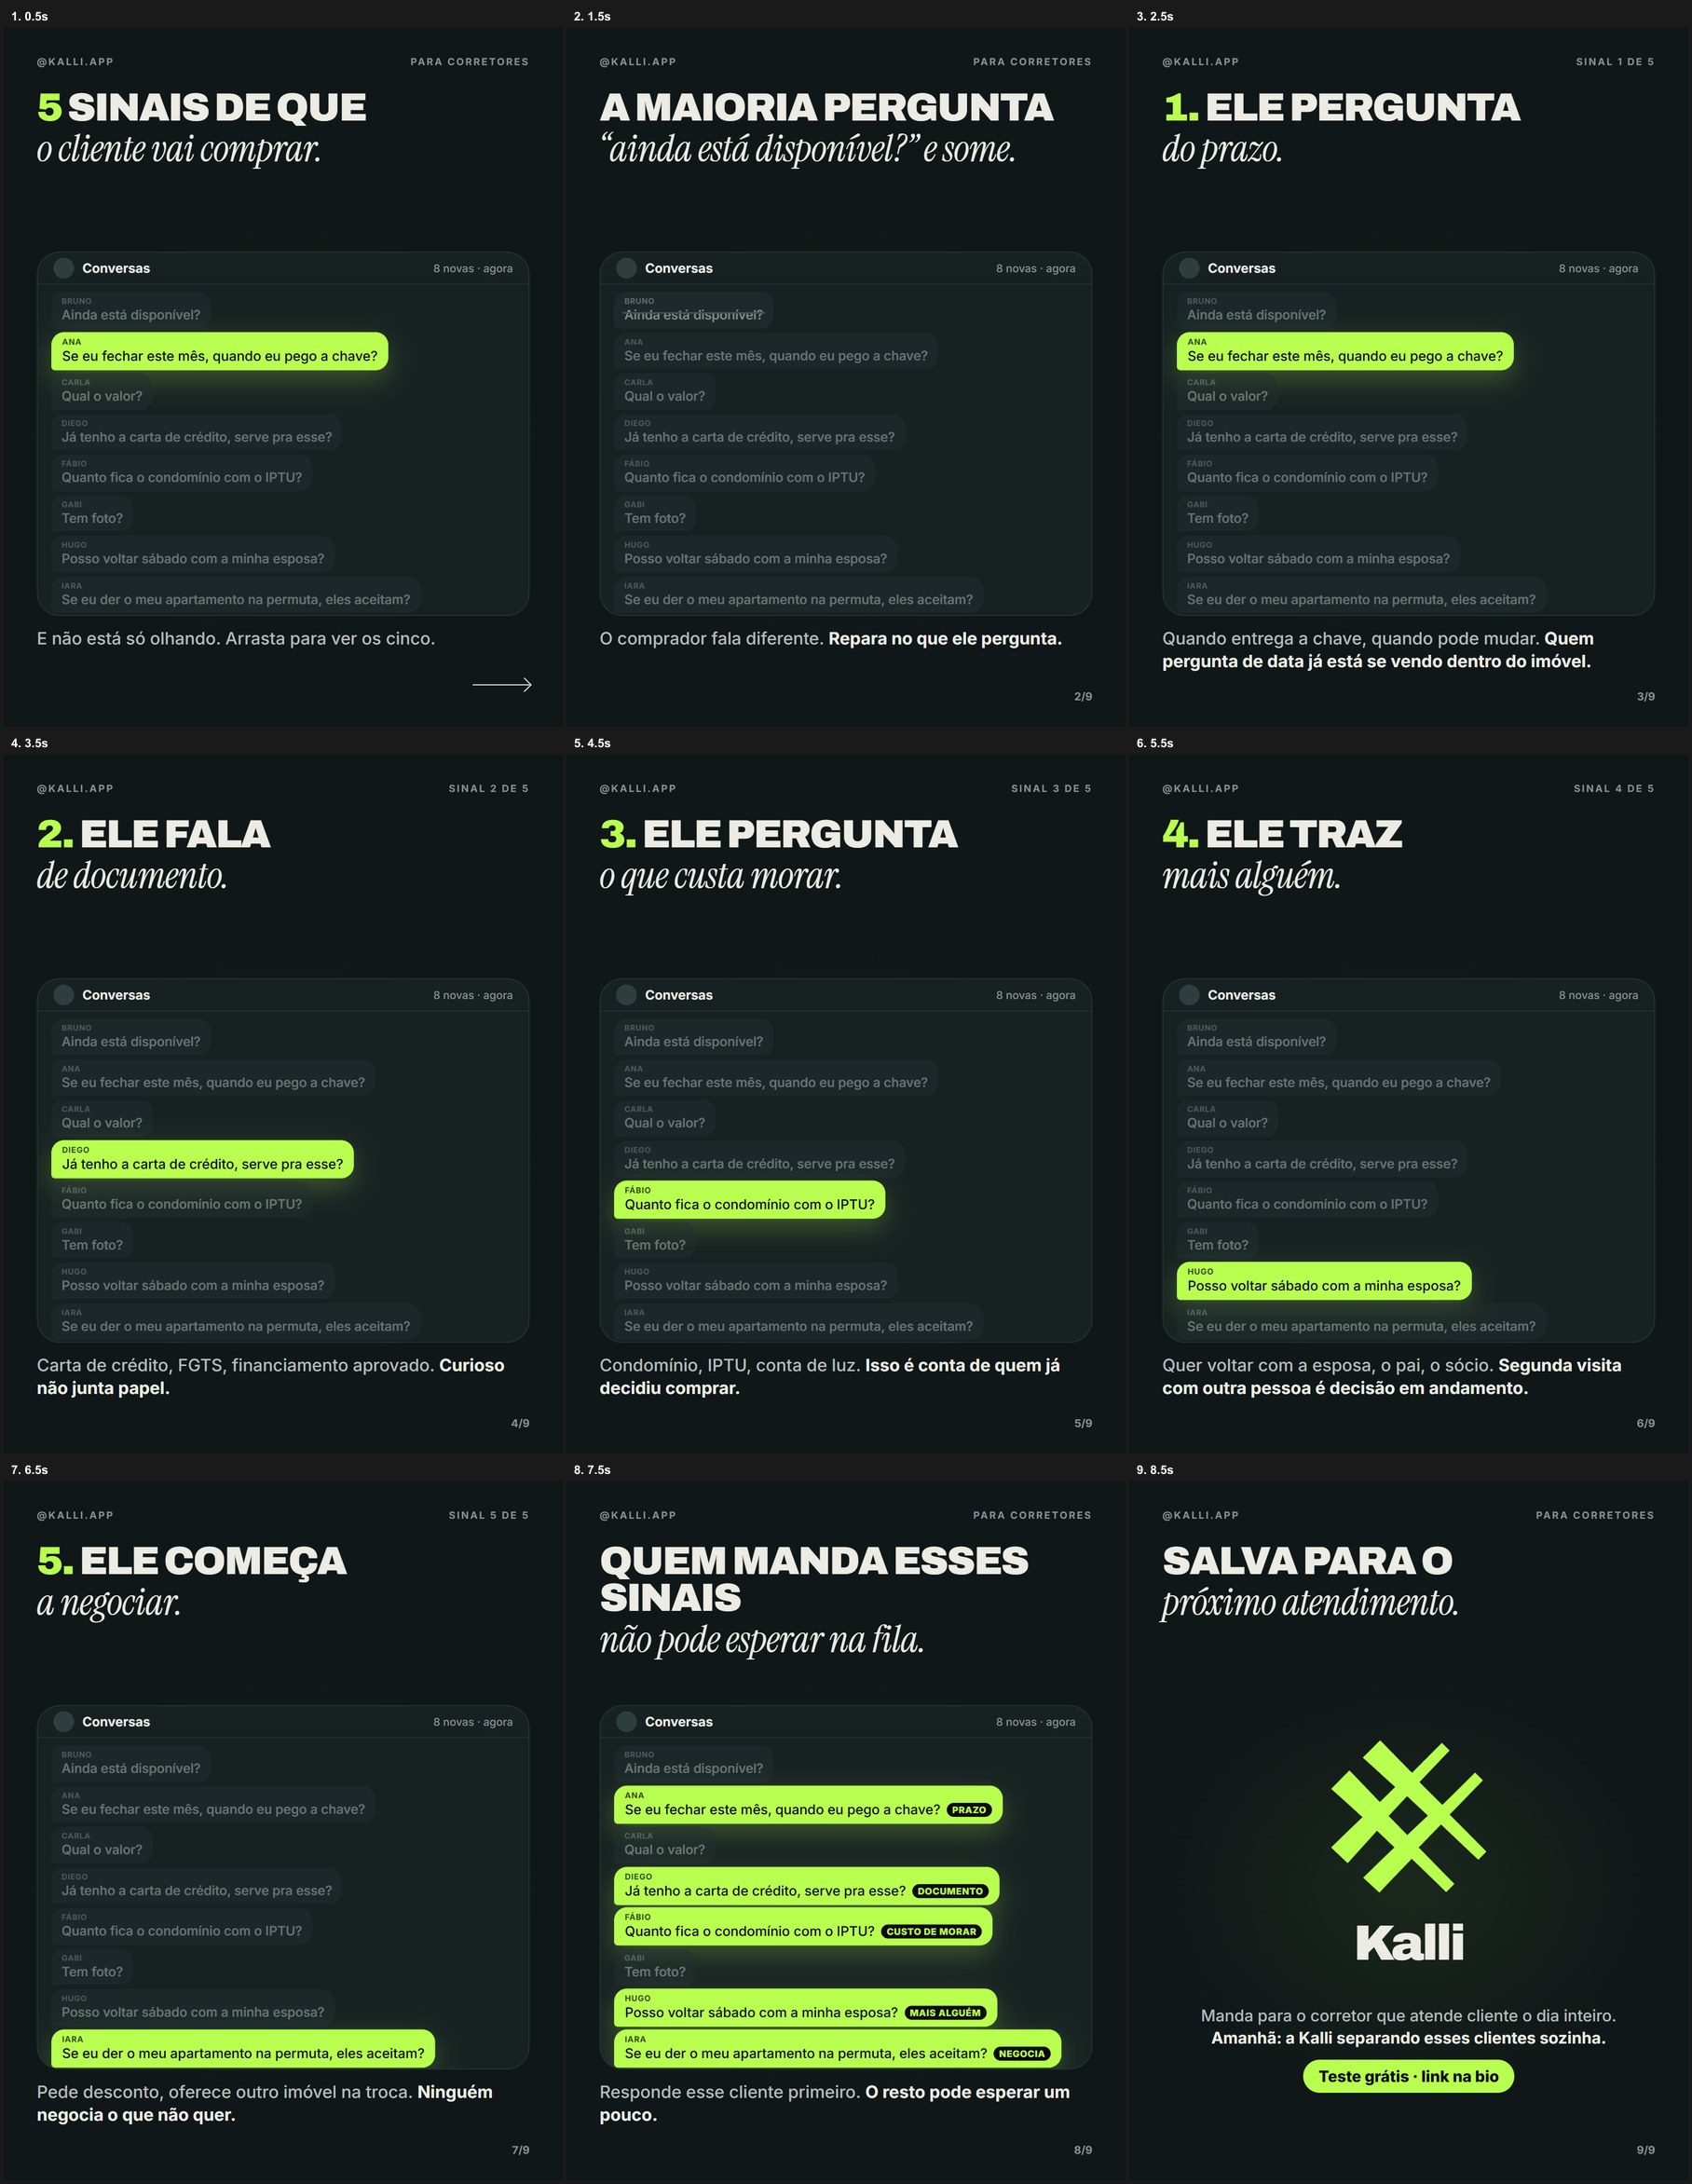 1. 0.5s
@KALLI.APP
PARA CORRETORES
5 SINAIS DE QUE
o cliente vai comprar.
Conversas
8 novas · agora
BRUNO
Ainda está disponível?
ANA
Se eu fechar este mês, quando eu pego a chave?
CARLA
Qual o valor?
DIEGO
Já tenho a carta de crédito, serve pra esse?
FÁBIO
Quanto fica o condomínio com o IPTU?
GABI
Tem foto?
HUGO
Posso voltar sábado com a minha esposa?
IARA
Se eu der o meu apartamento na permuta, eles aceitam?
E não está só olhando. Arrasta para ver os cinco.
2. 1.5s
@KALLI.APP
PARA CORRETORES
A MAIORIA PERGUNTA
“ainda está disponível?” e some.
Conversas
8 novas · agora
BRUNO
Ainda está disponível?
ANA
Se eu fechar este mês, quando eu pego a chave?
CARLA
Qual o valor?
DIEGO
Já tenho a carta de crédito, serve pra esse?
FÁBIO
Quanto fica o condomínio com o IPTU?
GABI
Tem foto?
HUGO
Posso voltar sábado com a minha esposa?
IARA
Se eu der o meu apartamento na permuta, eles aceitam?
O comprador fala diferente. Repara no que ele pergunta.
2/9
3. 2.5s
@KALLI.APP
SINAL 1 DE 5
1. ELE PERGUNTA
do prazo.
Conversas
8 novas · agora
BRUNO
Ainda está disponível?
ANA
Se eu fechar este mês, quando eu pego a chave?
CARLA
Qual o valor?
DIEGO
Já tenho a carta de crédito, serve pra esse?
FÁBIO
Quanto fica o condomínio com o IPTU?
GABI
Tem foto?
HUGO
Posso voltar sábado com a minha esposa?
IARA
Se eu der o meu apartamento na permuta, eles aceitam?
Quando entrega a chave, quando pode mudar. Quem
pergunta de data já está se vendo dentro do imóvel.
3/9
4. 3.5s
@KALLI.APP
SINAL 2 DE 5
2. ELE FALA
de documento.
Conversas
8 novas · agora
BRUNO
Ainda está disponível?
ANA
Se eu fechar este mês, quando eu pego a chave?
CARLA
Qual o valor?
DIEGO
Já tenho a carta de crédito, serve pra esse?
FÁBIO
Quanto fica o condomínio com o IPTU?
GABI
Tem foto?
HUGO
Posso voltar sábado com a minha esposa?
IARA
Se eu der o meu apartamento na permuta, eles aceitam?
Carta de crédito, FGTS, financiamento aprovado. Curioso
não junta papel.
4/9
5. 4.5s
@KALLI.APP
SINAL 3 DE 5
3. ELE PERGUNTA
o que custa morar.
Conversas
8 novas · agora
BRUNO
Ainda está disponível?
ANA
Se eu fechar este mês, quando eu pego a chave?
CARLA
Qual o valor?
DIEGO
Já tenho a carta de crédito, serve pra esse?
FÁBIO
Quanto fica o condomínio com o IPTU?
GABI
Tem foto?
HUGO
Posso voltar sábado com a minha esposa?
IARA
Se eu der o meu apartamento na permuta, eles aceitam?
Condomínio, IPTU, conta de luz. Isso é conta de quem já
decidiu comprar.
5/9
6. 5.5s
@KALLI.APP
SINAL 4 DE 5
4. ELE TRAZ
mais alguém.
Conversas
8 novas · agora
BRUNO
Ainda está disponível?
ANA
Se eu fechar este mês, quando eu pego a chave?
CARLA
Qual o valor?
DIEGO
Já tenho a carta de crédito, serve pra esse?
FÁBIO
Quanto fica o condomínio com o IPTU?
GABI
Tem foto?
HUGO
Posso voltar sábado com a minha esposa?
IARA
Se eu der o meu apartamento na permuta, eles aceitam?
Quer voltar com a esposa, o pai, o sócio. Segunda visita
com outra pessoa é decisão em andamento.
6/9
7. 6.5s
@KALLI.APP
SINAL 5 DE 5
5. ELE COMEÇA
a negociar.
Conversas
8 novas · agora
BRUNO
Ainda está disponível?
ANA
Se eu fechar este mês, quando eu pego a chave?
CARLA
Qual o valor?
DIEGO
Já tenho a carta de crédito, serve pra esse?
FÁBIO
Quanto fica o condomínio com o IPTU?
GABI
Tem foto?
HUGO
Posso voltar sábado com a minha esposa?
IARA
Se eu der o meu apartamento na permuta, eles aceitam?
Pede desconto, oferece outro imóvel na troca. Ninguém
negocia o que não quer.
7/9
8. 7.5s
@KALLI.APP
PARA CORRETORES
QUEM MANDA ESSES
SINAIS
não pode esperar na fila.
Conversas
8 novas · agora
BRUNO
Ainda está disponível?
ANA
Se eu fechar este mês, quando eu pego a chave? PRAZO
CARLA
Qual o valor?
DIEGO
Já tenho a carta de crédito, serve pra esse? DOCUMENTO
FÁBIO
Quanto fica o condomínio com o IPTU? CUSTO DE MORAR
GABI
Tem foto?
HUGO
Posso voltar sábado com a minha esposa? MAIS ALGUÉM
IARA
Se eu der o meu apartamento na permuta, eles aceitam? NEGOCIA
Responde esse cliente primeiro. O resto pode esperar um
pouco.
8/9
9. 8.5s
@KALLI.APP
PARA CORRETORES
SALVA PARA O
próximo atendimento.
Kalli
Manda para o corretor que atende cliente o dia inteiro.
Amanhã: a Kalli separando esses clientes sozinha.
Teste grátis · link na bio
9/9